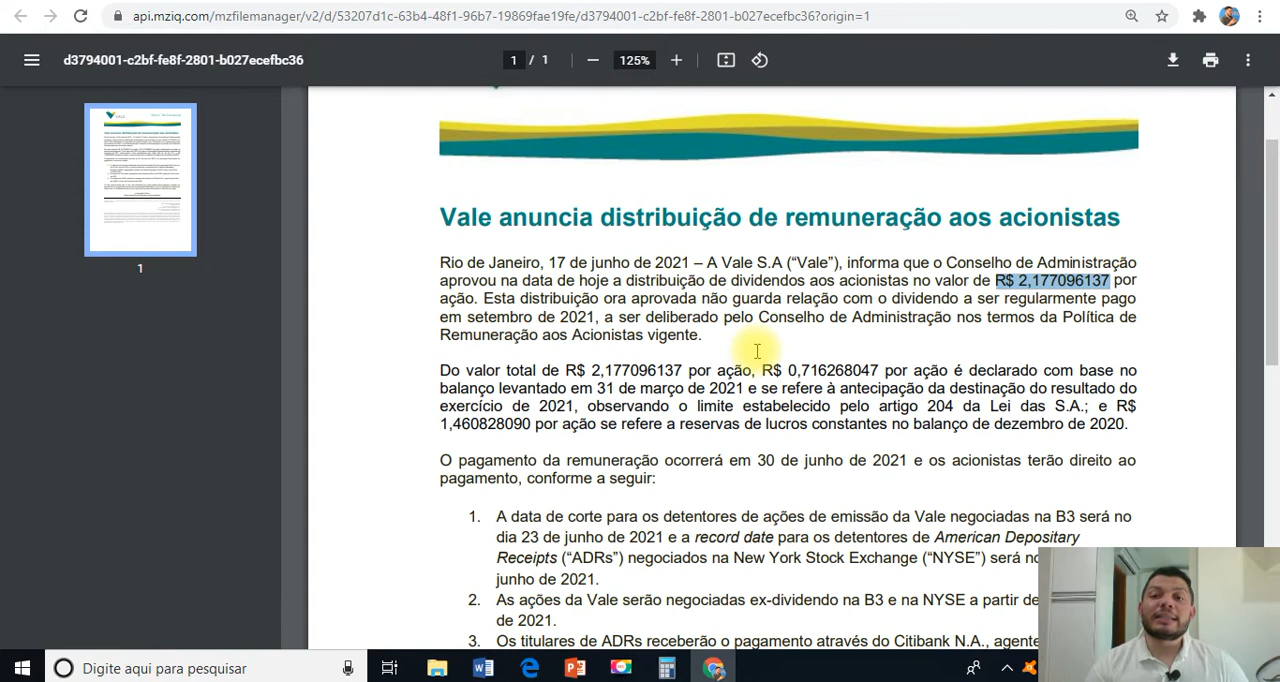 api.mziq.com/mzfilemanager/v2/d/53207d1c-63b4-48f1-96b7-19869fae19fe/d3794001-c2bf-fe8f-2801-b027ecefbc36?origin=1
d3794001-c2bf-fe8f-2801-b027ecefbc36
1 / 1
125%
Vale anuncia distribuição de remuneração aos acionistas
Rio de Janeiro, 17 de junho de 2021 – A Vale S.A (“Vale”), informa que o Conselho de Administração
aprovou na data de hoje a distribuição de dividendos aos acionistas no valor de R$ 2,177096137 por
ação. Esta distribuição ora aprovada não guarda relação com o dividendo a ser regularmente pago
em setembro de 2021, a ser deliberado pelo Conselho de Administração nos termos da Política de
Remuneração aos Acionistas vigente.
Do valor total de R$ 2,177096137 por ação, R$ 0,716268047 por ação é declarado com base no
balanço levantado em 31 de março de 2021 e se refere à antecipação da destinação do resultado do
exercício de 2021, observando o limite estabelecido pelo artigo 204 da Lei das S.A.; e R$
1,460828090 por ação se refere a reservas de lucros constantes no balanço de dezembro de 2020.
O pagamento da remuneração ocorrerá em 30 de junho de 2021 e os acionistas terão direito ao
pagamento, conforme a seguir:
1. A data de corte para os detentores de ações de emissão da Vale negociadas na B3 será no
dia 23 de junho de 2021 e a record date para os detentores de American Depositary
Receipts (“ADRs”) negociados na New York Stock Exchange (“NYSE”) será no
junho de 2021.
2. As ações da Vale serão negociadas ex-dividendo na B3 e na NYSE a partir de
de 2021.
3. Os titulares de ADRs receberão o pagamento através do Citibank N.A., agente
1
Digite aqui para pesquisar